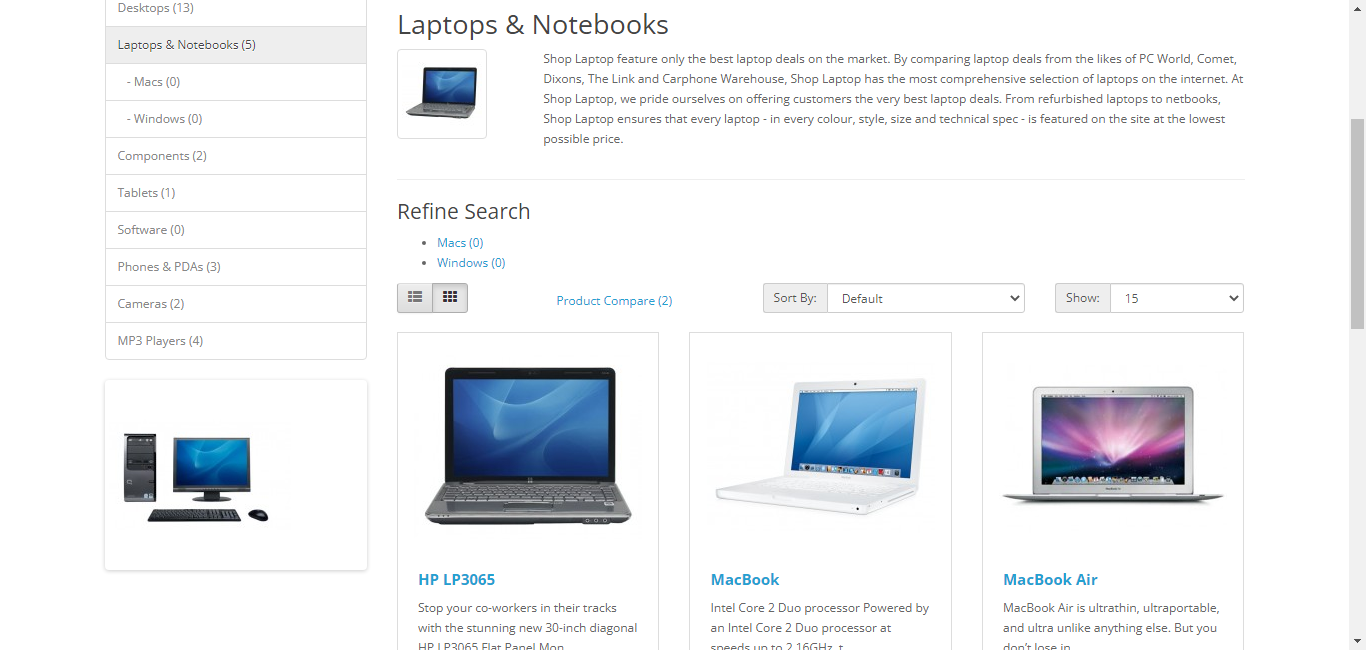 Desktops (13)
Laptops & Notebooks (5)
- Macs (0)
- Windows (0)
Components (2)
Tablets (1)
Software (0)
Phones & PDAs (3)
Cameras (2)
MP3 Players (4)
Laptops & Notebooks
Shop Laptop feature only the best laptop deals on the market. By comparing laptop deals from the likes of PC World, Comet,
Dixons, The Link and Carphone Warehouse, Shop Laptop has the most comprehensive selection of laptops on the internet. At
Shop Laptop, we pride ourselves on offering customers the very best laptop deals. From refurbished laptops to netbooks,
Shop Laptop ensures that every laptop - in every colour, style, size and technical spec - is featured on the site at the lowest
possible price.
Refine Search
Macs (0)
Windows (0)
Product Compare (2)
Sort By:
Default
Show:
15
HP LP3065
Stop your co-workers in their tracks
with the stunning new 30-inch diagonal
HP LP3065 Flat Panel Mon
MacBook
Intel Core 2 Duo processor Powered by
an Intel Core 2 Duo processor at
speeds up to 2.16GHz, t
MacBook Air
MacBook Air is ultrathin, ultraportable,
and ultra unlike anything else. But you
don't lose in